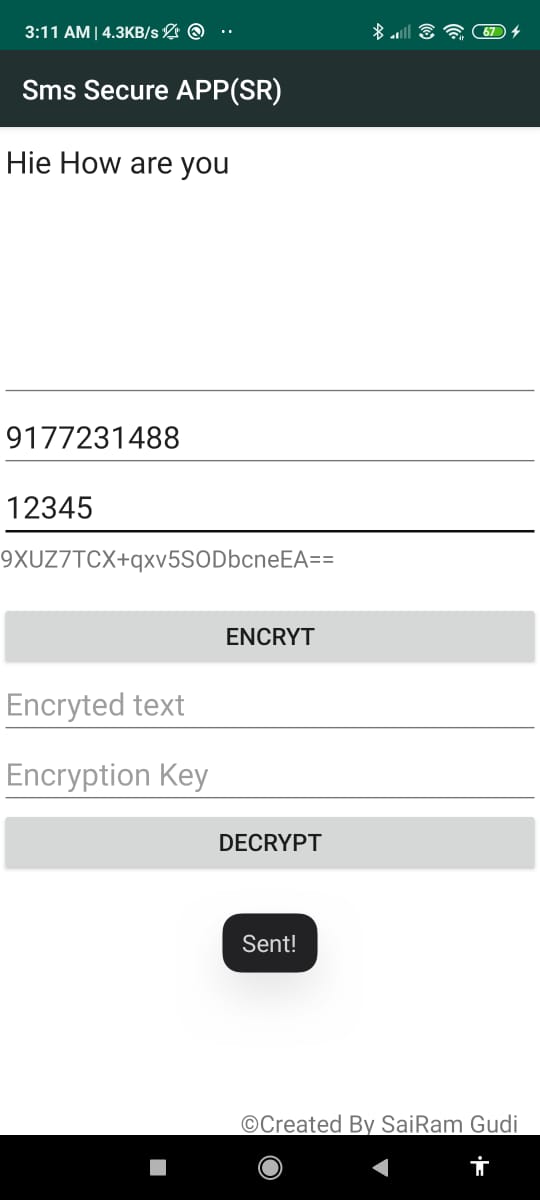 3:11 AM | 4.3KB/s
67
Sms Secure APP(SR)
Hie How are you
9177231488
12345
9XUZ7TCX+qxv5SODbcneEA==
ENCRYT
Encryted text
Encryption Key
DECRYPT
Sent!
©Created By SaiRam Gudi